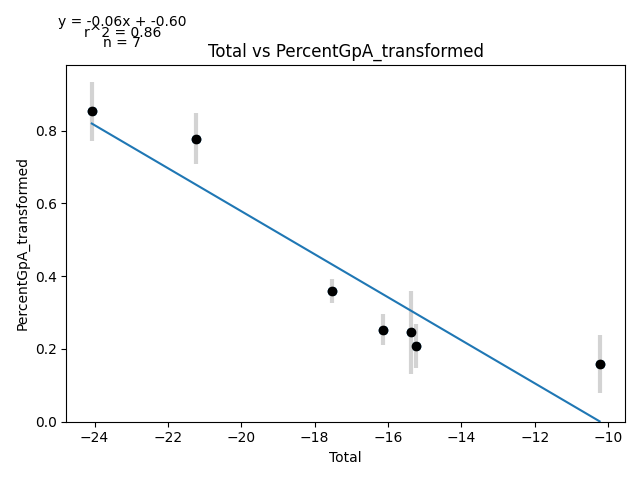 y = -0.06x + -0.60
r^2 = 0.86
n = 7
Total vs PercentGpA_transformed
PercentGpA_transformed
0.8
0.6
0.4
0.2
0.0
−24
−22
−20
−18
−16
−14
−12
−10
Total